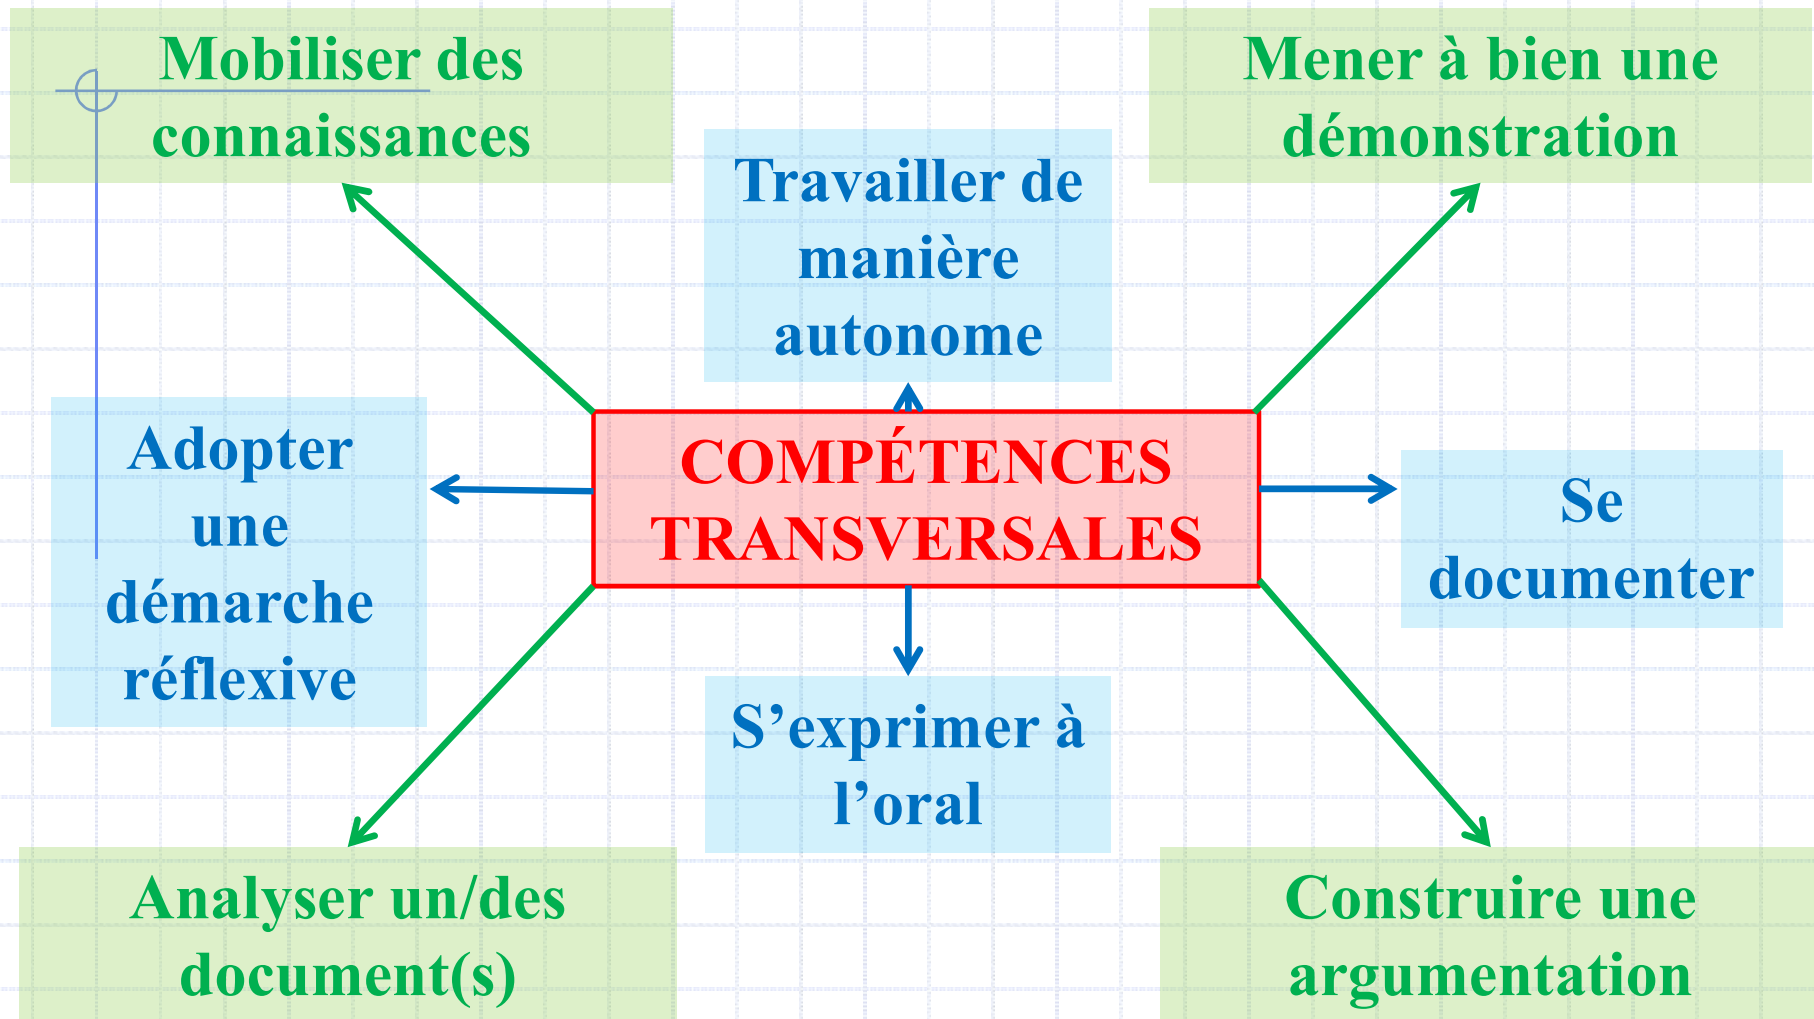 Mobiliser des
connaissances
Mener à bien une
démonstration
Travailler de
manière
autonome
Adopter
une
démarche
réflexive
COMPÉTENCES
TRANSVERSALES
Se
documenter
S’exprimer à
l’oral
Analyser un/des
document(s)
Construire une
argumentation